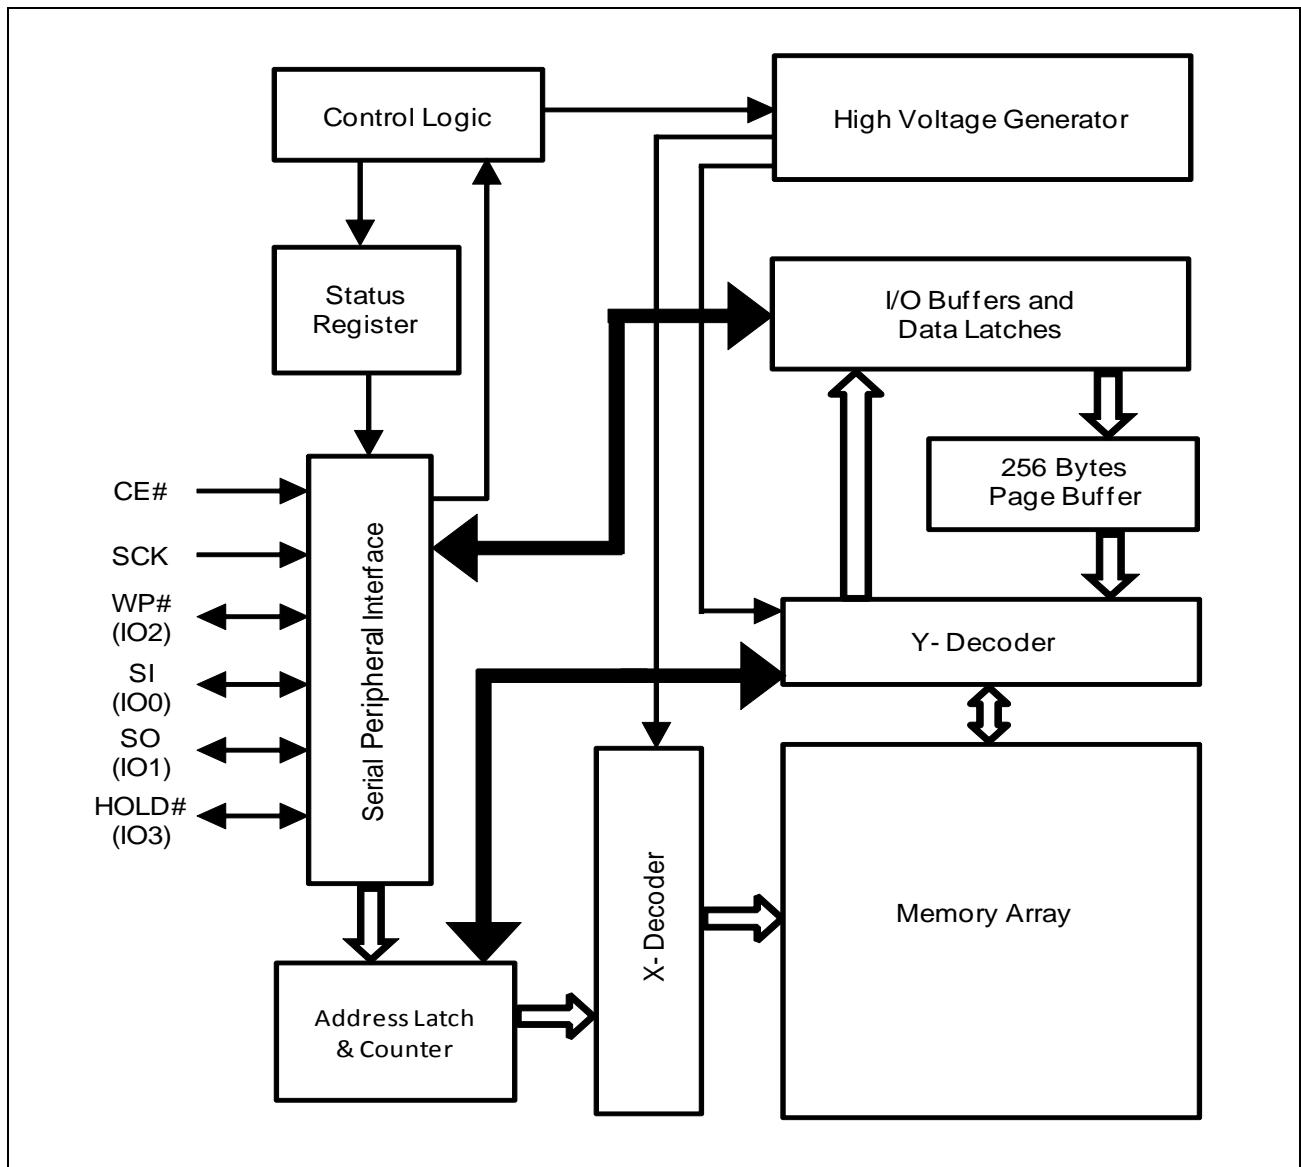 Control Logic
High Voltage Generator
Status
Register
I/O Buffers and
Data Latches
256 Bytes
Page Buffer
CE#
SCK
WP#
(IO2)
SI
(IO0)
SO
(IO1)
HOLD#
(IO3)
Serial Peripheral Interface
Y- Decoder
X- Decoder
Memory Array
Address Latch
& Counter